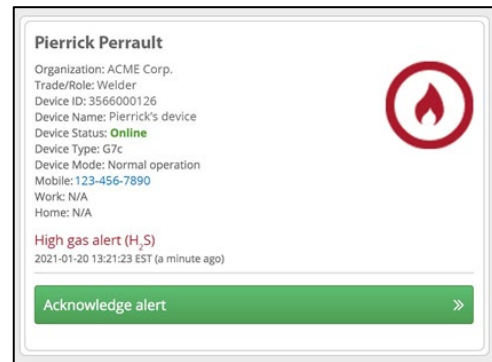 Pierrick Perrault
Organization: ACME Corp.
Trade/Role: Welder
Device ID: 3566000126
Device Name: Pierrick's device
Device Status: Online
Device Type: G7c
Device Mode: Normal operation
Mobile: 123-456-7890
Work: N/A
Home: N/A
High gas alert (H₂S)
2021-01-20 13:21:23 EST (a minute ago)
Acknowledge alert »